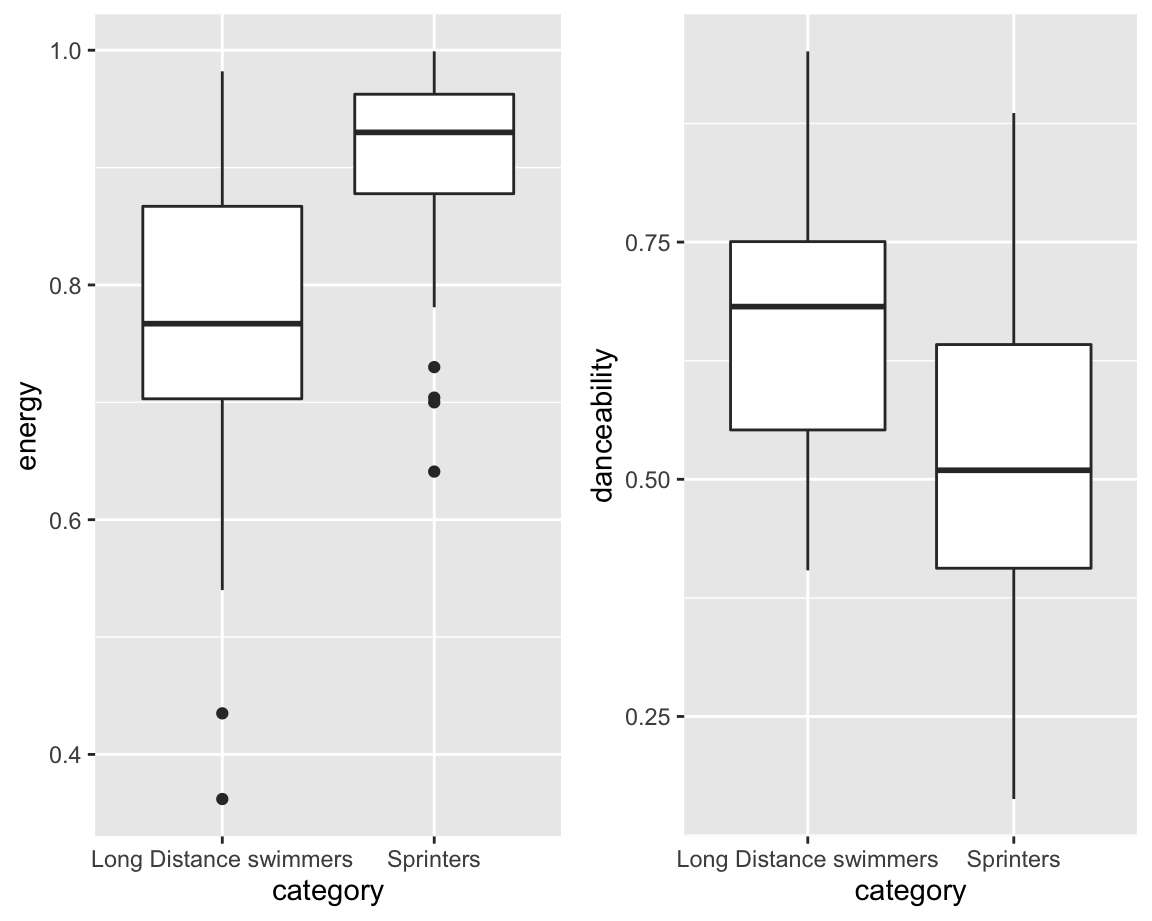 energy
1.0
0.8
0.6
0.4
Long Distance swimmers Sprinters
category
danceability
0.75
0.50
0.25
Long Distance swimmers Sprinters
category